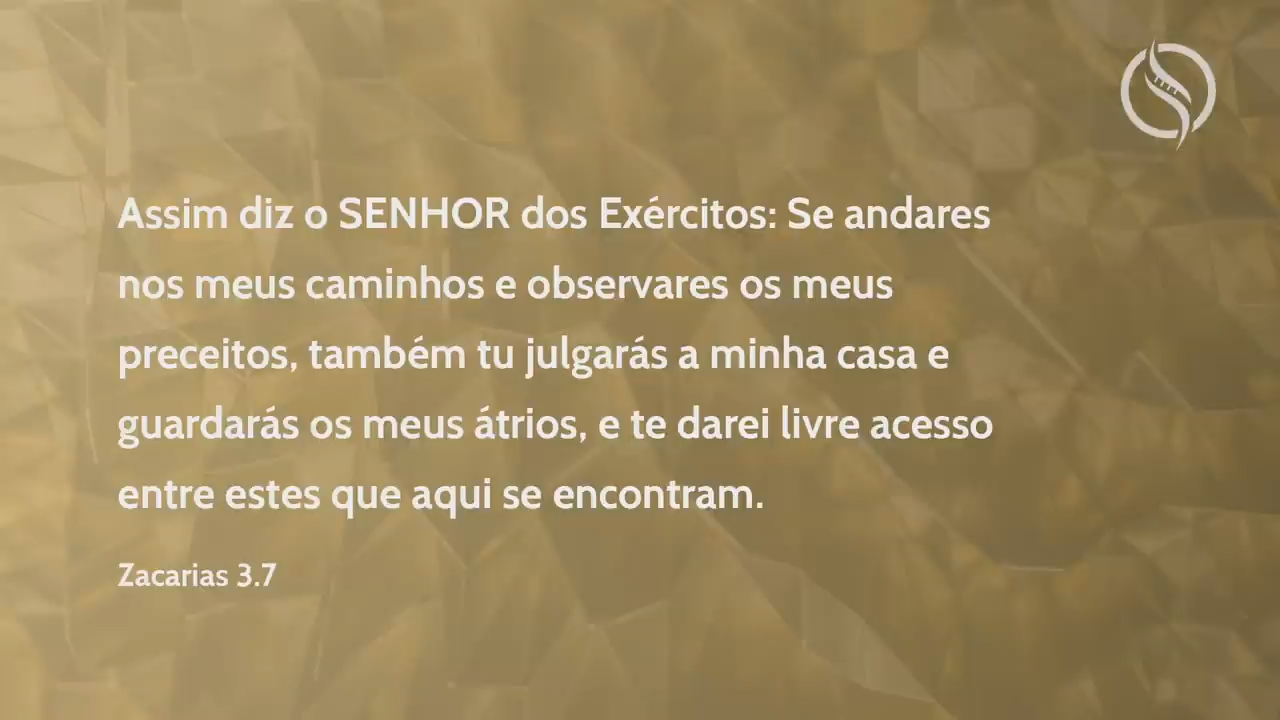 Assim diz o SENHOR dos Exércitos: Se andares
nos meus caminhos e observares os meus
preceitos, também tu julgarás a minha casa e
guardarás os meus átrios, e te darei livre acesso
entre estes que aqui se encontram.
Zacarias 3.7